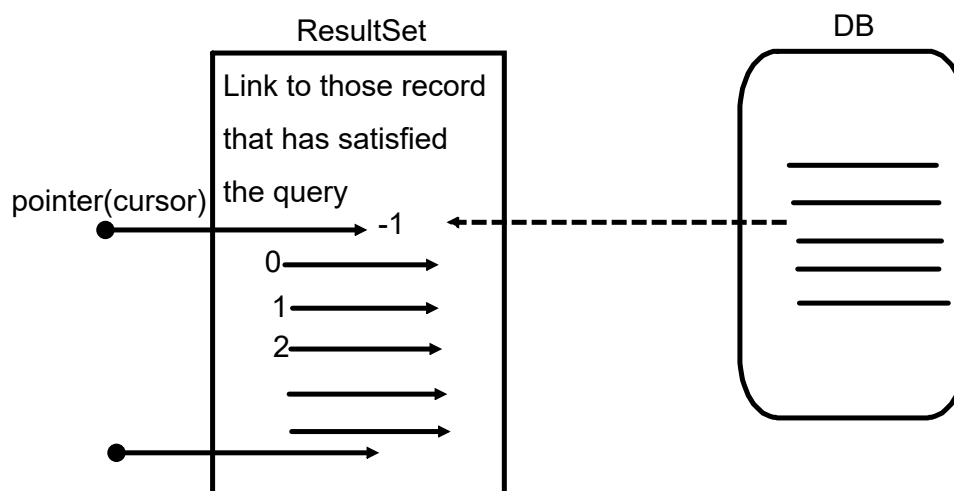 ResultSet
DB
Link to those record
that has satisfied
the query
pointer(cursor)
-1
0
1
2